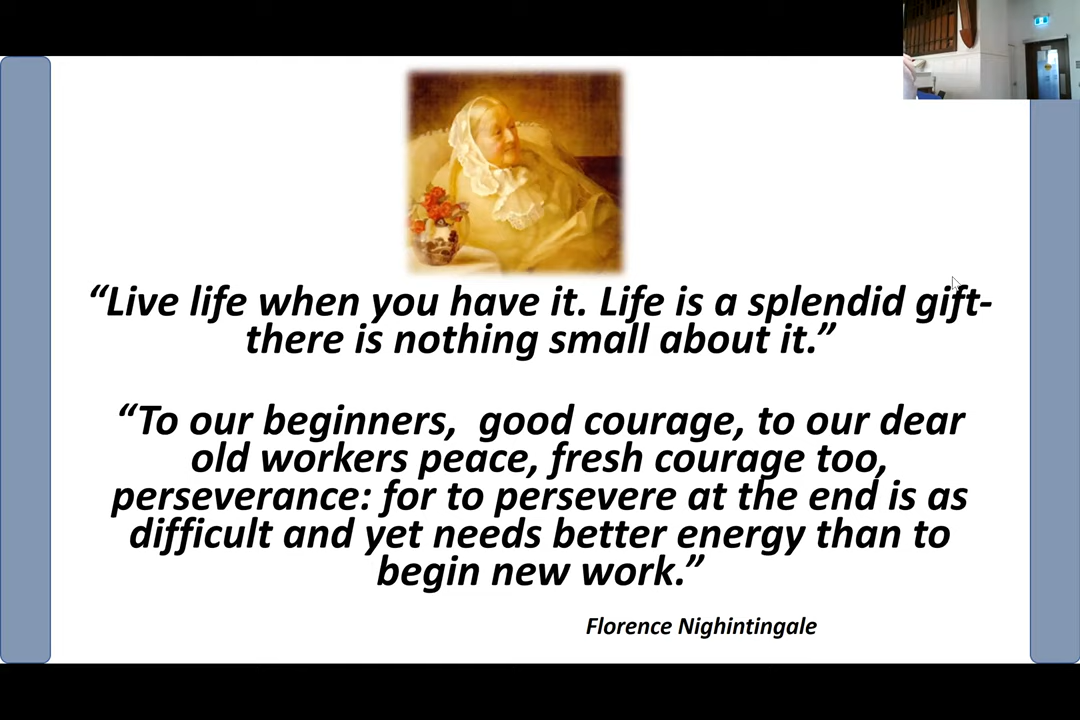 “Live life when you have it. Life is a splendid gift-
there is nothing small about it.”
“To our beginners,  good courage, to our dear
old workers peace, fresh courage too,
perseverance: for to persevere at the end is as
difficult and yet needs better energy than to
begin new work.”
Florence Nighintingale